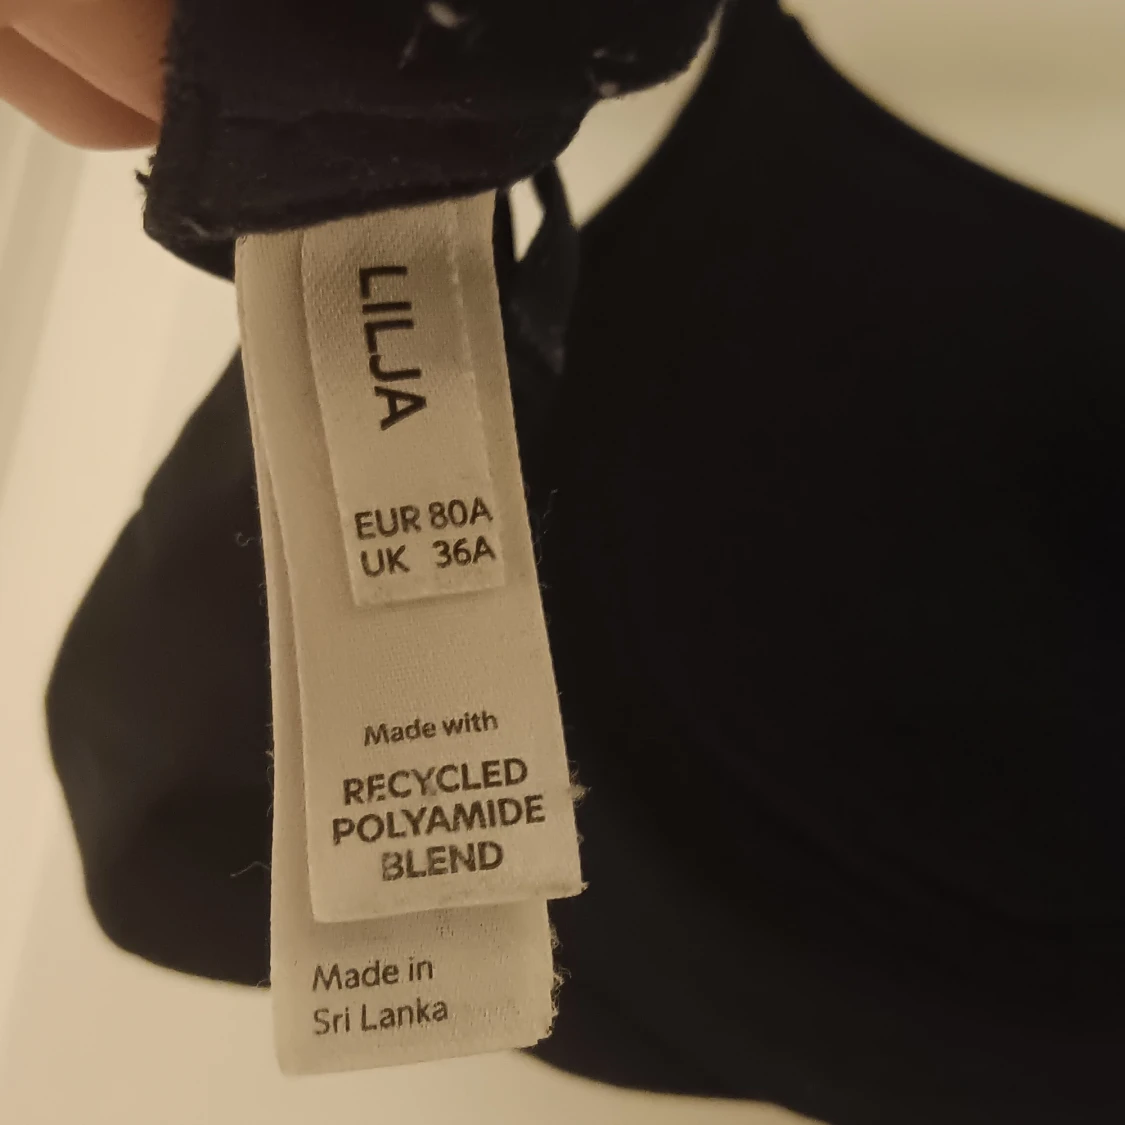 LILJA
EUR 80A
UK 36A
Made with
RECYCLED
POLYAMIDE
BLEND
Made in
Sri Lanka